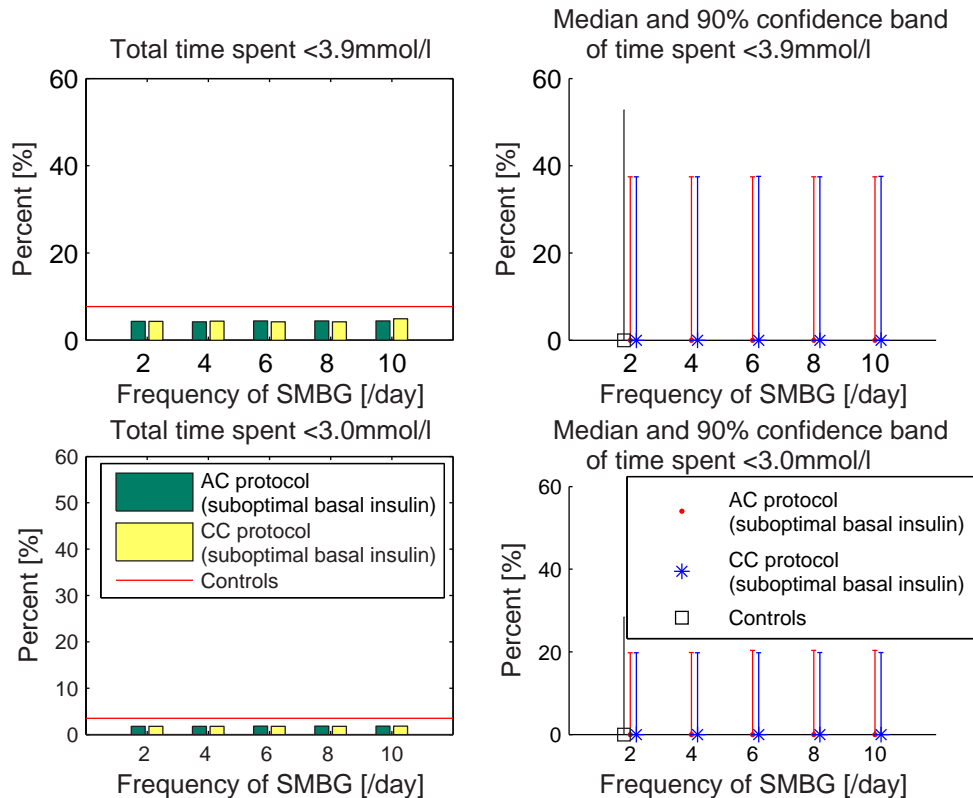 Total time spent <3.9mmol/l
Percent [%]
60
40
20
0
2 4 6 8 10
Frequency of SMBG [/day]
Median and 90% confidence band
of time spent <3.9mmol/l
Percent [%]
60
40
20
0
2 4 6 8 10
Frequency of SMBG [/day]
Total time spent <3.0mmol/l
Percent [%]
60
50
40
30
20
10
0
AC protocol
(suboptimal basal insulin)
CC protocol
(suboptimal basal insulin)
Controls
2 4 6 8 10
Frequency of SMBG [/day]
Median and 90% confidence band
of time spent <3.0mmol/l
Percent [%]
60
40
20
0
AC protocol
(suboptimal basal insulin)
CC protocol
(suboptimal basal insulin)
Controls
2 4 6 8 10
Frequency of SMBG [/day]